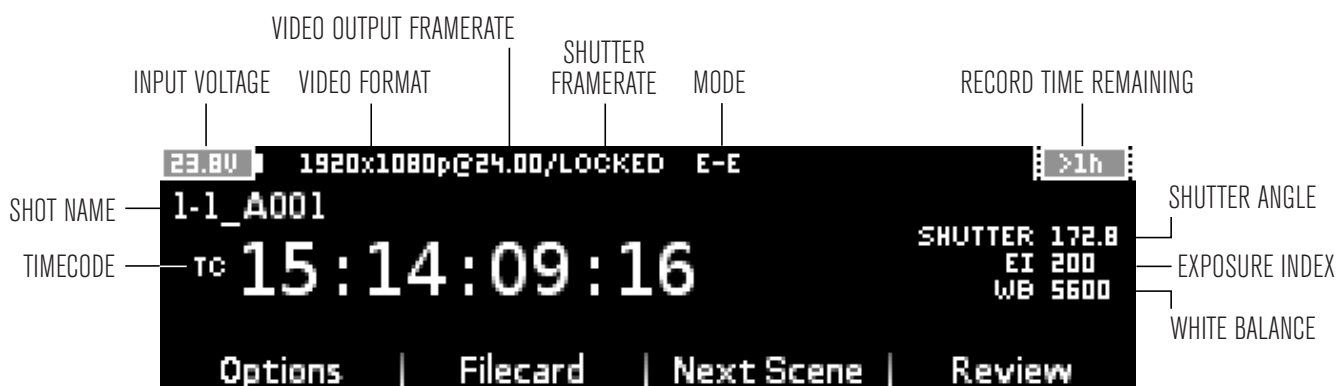 VIDEO OUTPUT FRAMERATE
SHUTTER
FRAMERATE
INPUT VOLTAGE
VIDEO FORMAT
MODE
RECORD TIME REMAINING
23.8V
1920x1080p@24.00/LOCKED
E-E
>1h
SHOT NAME
1-1_A001
SHUTTER ANGLE
SHUTTER 172.8
TIMECODE
TC 15:14:09:16
EI 200
EXPOSURE INDEX
WB 5600
WHITE BALANCE
Options | Filecard | Next Scene | Review